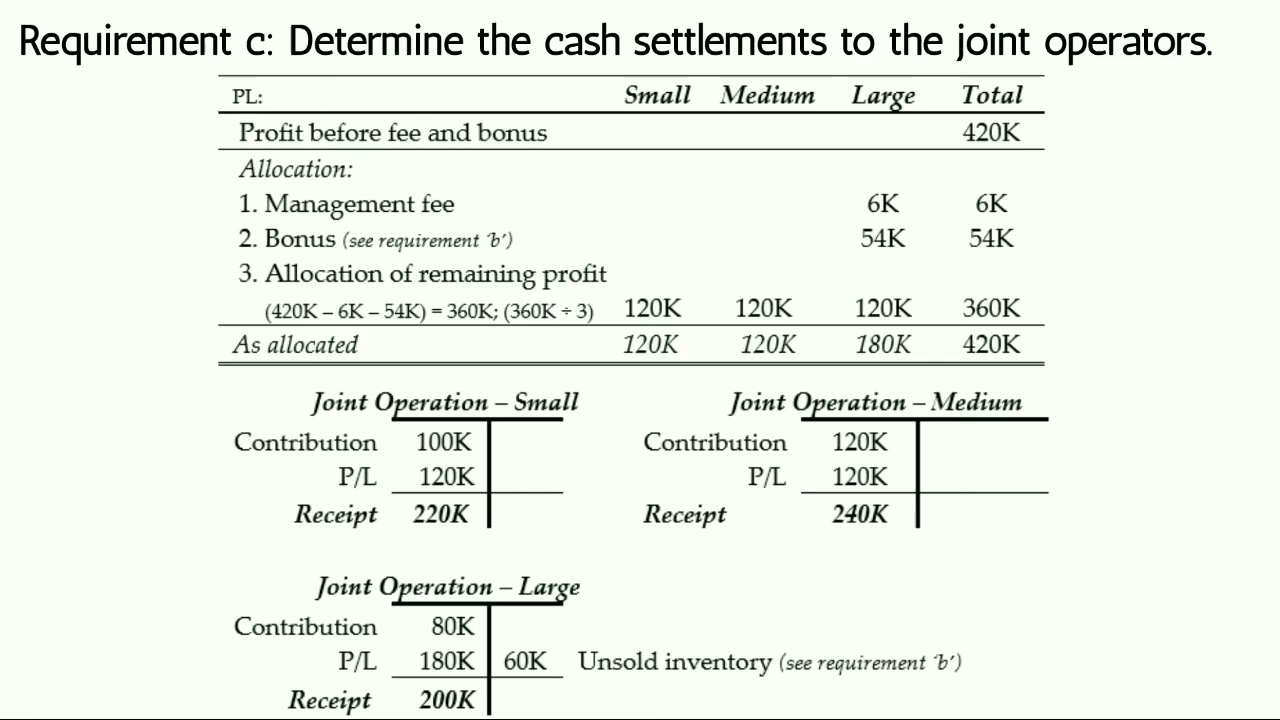 Requirement c: Determine the cash settlements to the joint operators.
PL: Small Medium Large Total
Profit before fee and bonus 420K
Allocation:
1. Management fee 6K 6K
2. Bonus (see requirement ‘b’) 54K 54K
3. Allocation of remaining profit
(420K – 6K – 54K) = 360K; (360K ÷ 3) 120K 120K 120K 360K
As allocated 120K 120K 180K 420K
Joint Operation – Small
Contribution 100K
P/L 120K
Receipt 220K
Joint Operation – Medium
Contribution 120K
P/L 120K
Receipt 240K
Joint Operation – Large
Contribution 80K
P/L 180K 60K Unsold inventory (see requirement ‘b’)
Receipt 200K